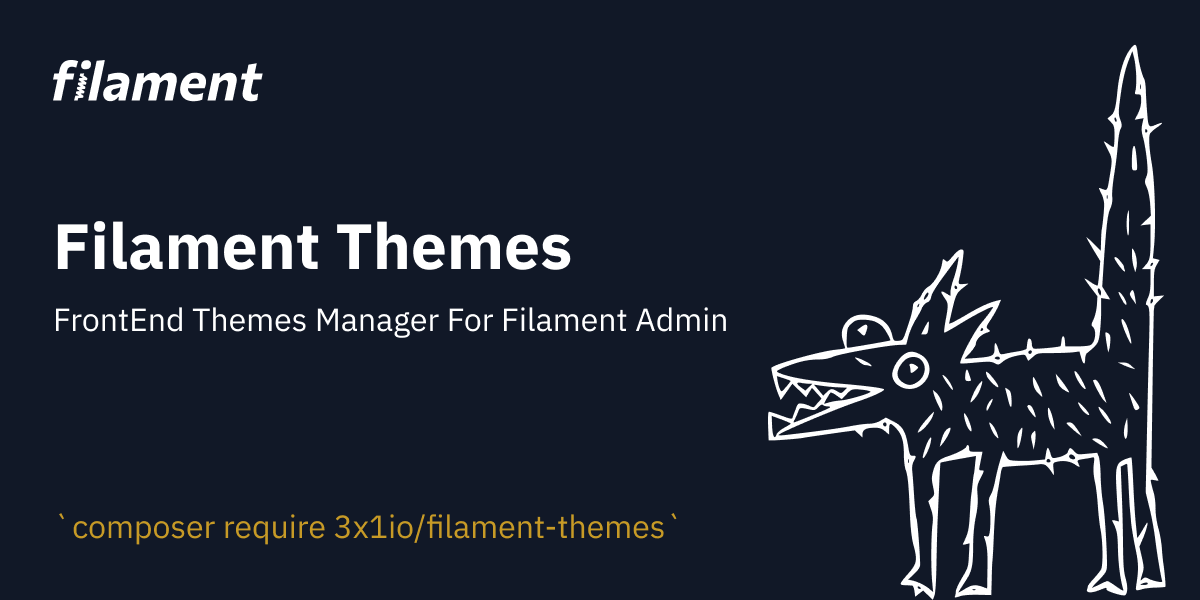 filament
Filament Themes
FrontEnd Themes Manager For Filament Admin
`composer require 3x1io/filament-themes`